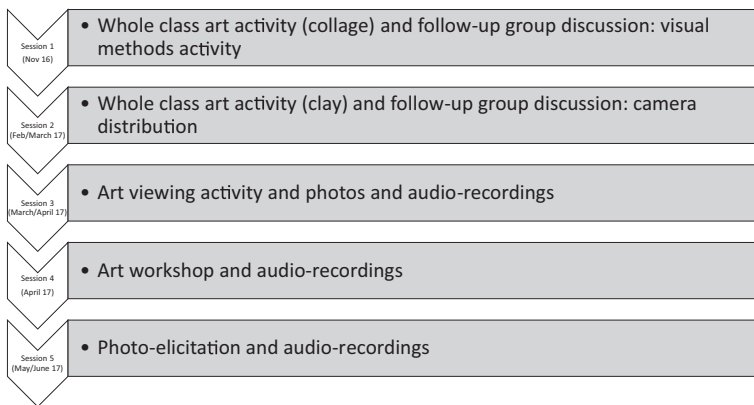 Session 1
(Nov 16)
• Whole class art activity (collage) and follow-up group discussion: visual
methods activity
Session 2
(Feb/March 17)
• Whole class art activity (clay) and follow-up group discussion: camera
distribution
Session 3
(March/April 17)
• Art viewing activity and photos and audio-recordings
Session 4
(April 17)
• Art workshop and audio-recordings
Session 5
(May/June 17)
• Photo-elicitation and audio-recordings